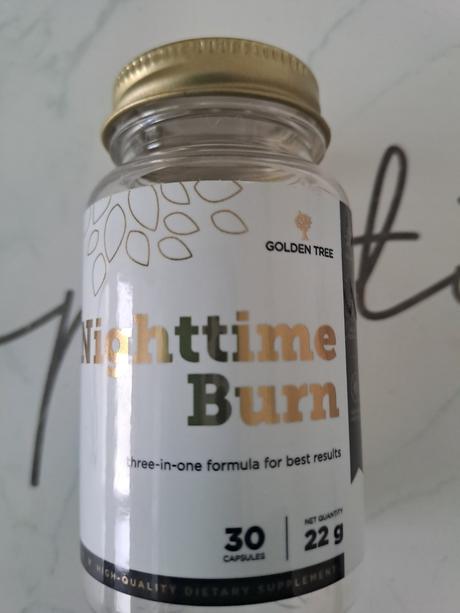 GOLDEN TREE
Nighttime
Burn
three-in-one formula for best results
30
CAPSULES
NET QUANTITY
22 g
HIGH-QUALITY DIETARY SUPPLEMENT